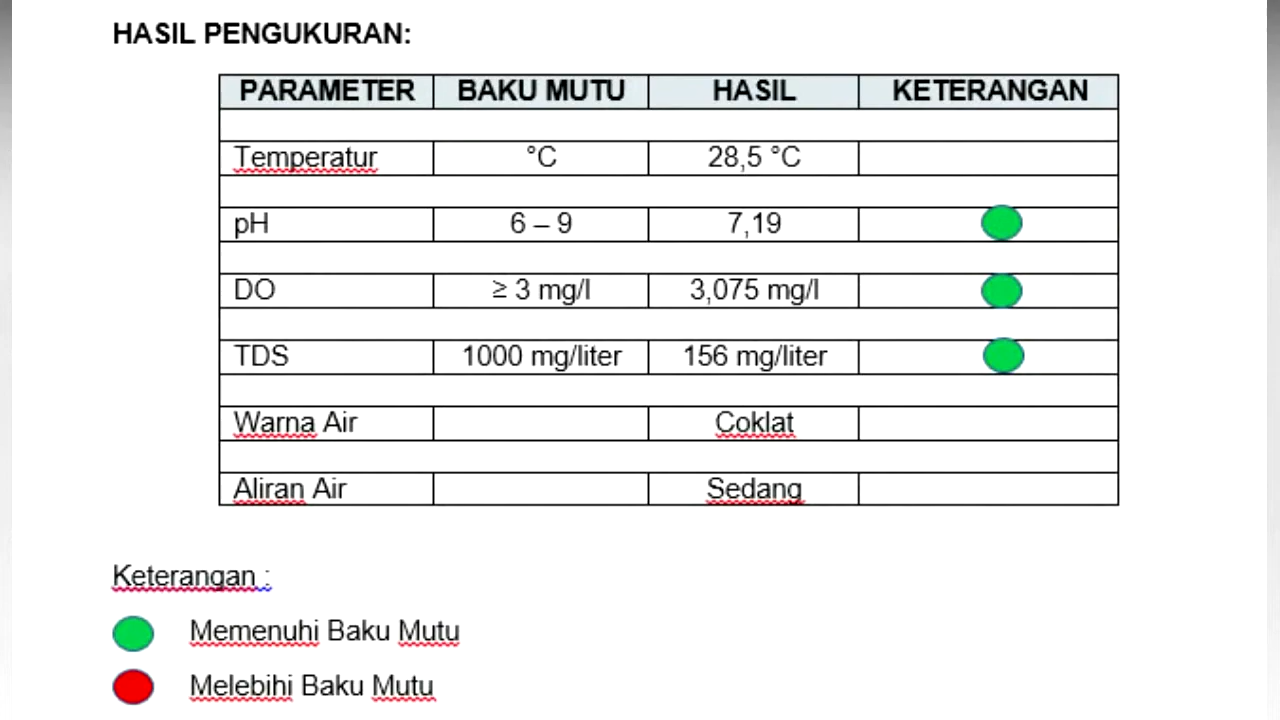 HASIL PENGUKURAN:
PARAMETER BAKU MUTU HASIL KETERANGAN
Temperatur °C 28,5 °C
pH 6 – 9 7,19
DO ≥ 3 mg/l 3,075 mg/l
TDS 1000 mg/liter 156 mg/liter
Warna Air Coklat
Aliran Air Sedang
Keterangan :
Memenuhi Baku Mutu
Melebihi Baku Mutu